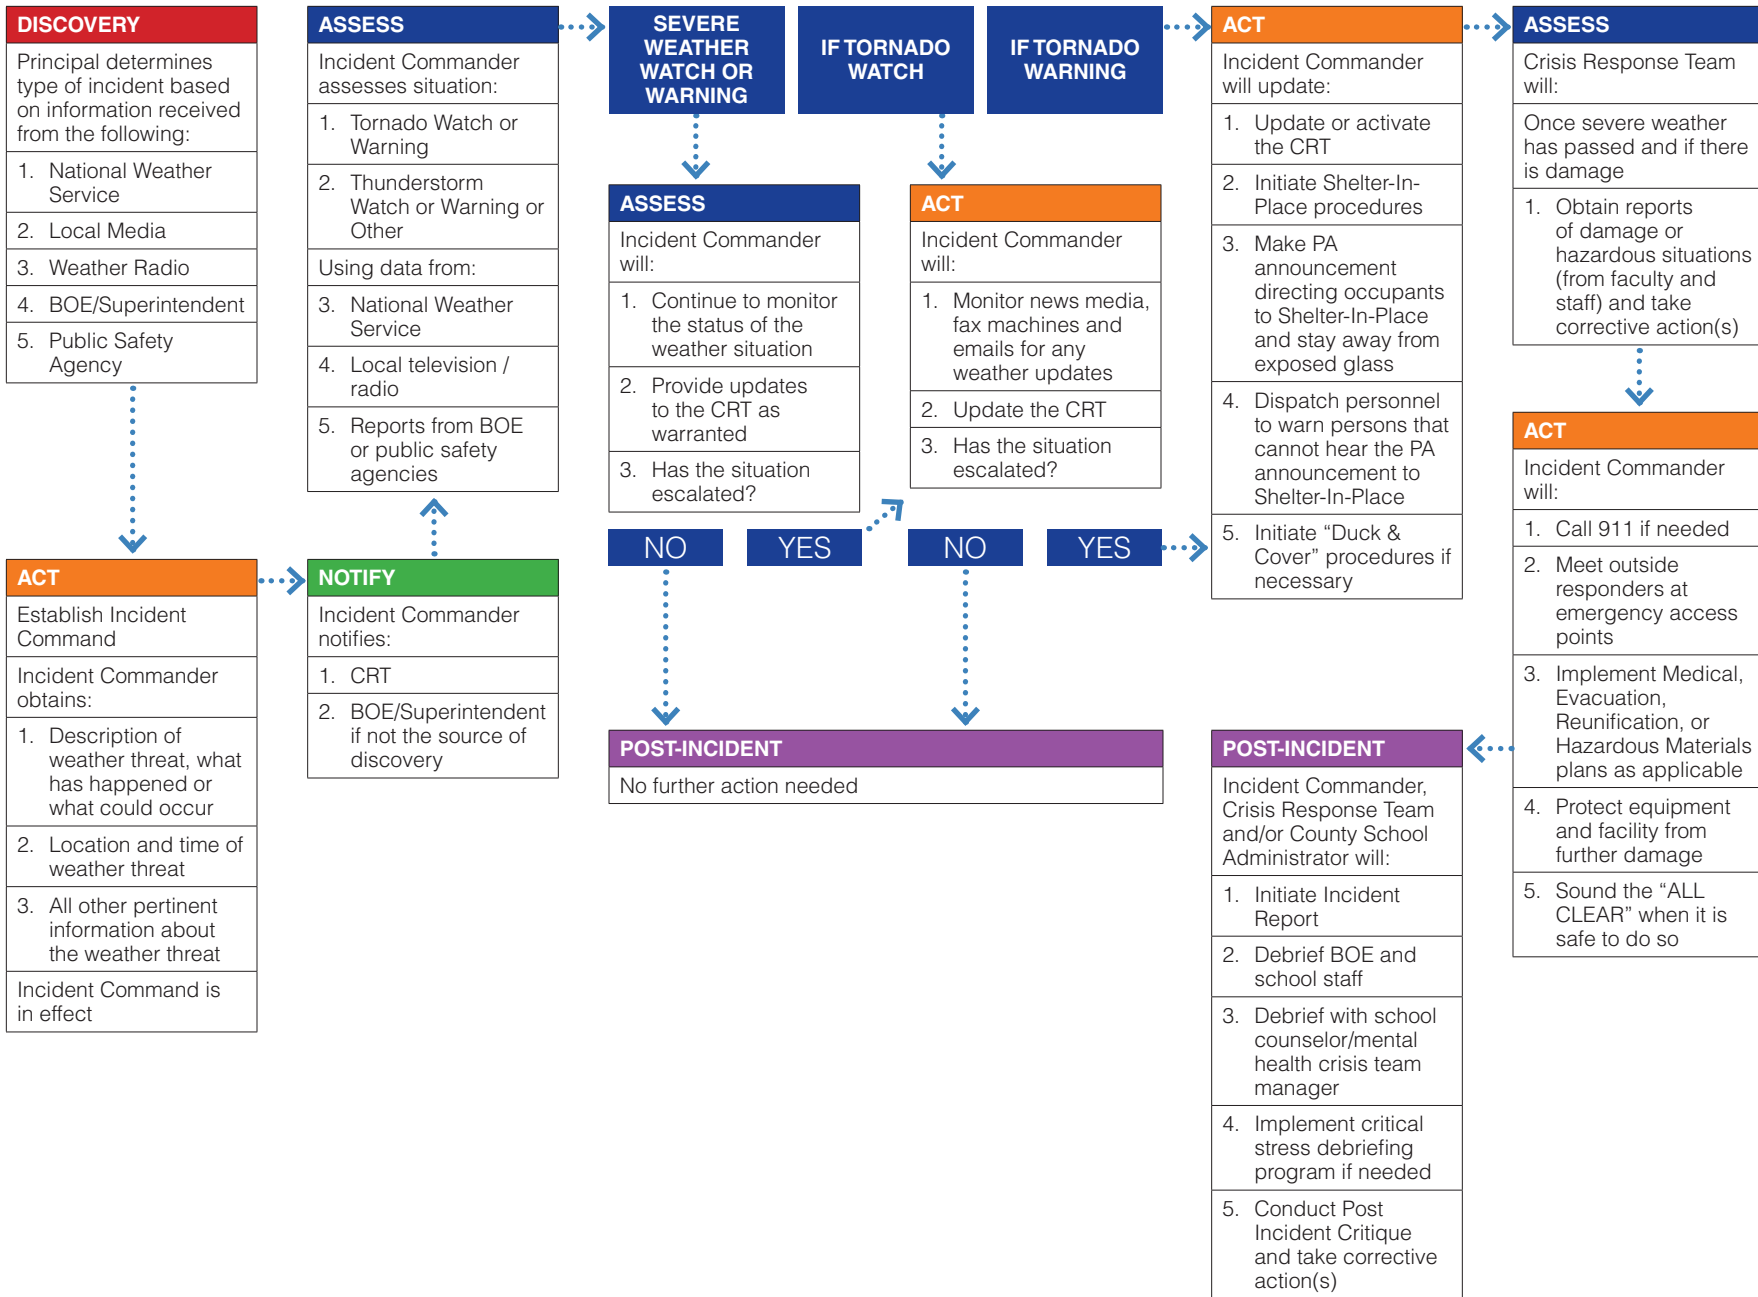 DISCOVERY
Principal determines
type of incident based
on information received
from the following:
1. National Weather
Service
2. Local Media
3. Weather Radio
4. BOE/Superintendent
5. Public Safety
Agency
ACT
Establish Incident
Command
Incident Commander
obtains:
1. Description of
weather threat, what
has happened or
what could occur
2. Location and time of
weather threat
3. All other pertinent
information about
the weather threat
Incident Command is
in effect
ASSESS
Incident Commander
assesses situation:
1. Tornado Watch or
Warning
2. Thunderstorm
Watch or Warning or
Other
Using data from:
3. National Weather
Service
4. Local television /
radio
5. Reports from BOE
or public safety
agencies
NOTIFY
Incident Commander
notifies:
1. CRT
2. BOE/Superintendent
if not the source of
discovery
SEVERE
WEATHER
WATCH OR
WARNING
IF TORNADO
WATCH
IF TORNADO
WARNING
ASSESS
Incident Commander
will:
1. Continue to monitor
the status of the
weather situation
2. Provide updates
to the CRT as
warranted
3. Has the situation
escalated?
NO
YES
ACT
Incident Commander
will:
1. Monitor news media,
fax machines and
emails for any
weather updates
2. Update the CRT
3. Has the situation
escalated?
NO
YES
POST-INCIDENT
No further action needed
ACT
Incident Commander
will update:
1. Update or activate
the CRT
2. Initiate Shelter-In-
Place procedures
3. Make PA
announcement
directing occupants
to Shelter-In-Place
and stay away from
exposed glass
4. Dispatch personnel
to warn persons that
cannot hear the PA
announcement to
Shelter-In-Place
5. Initiate “Duck &
Cover” procedures if
necessary
ASSESS
Crisis Response Team
will:
Once severe weather
has passed and if there
is damage
1. Obtain reports
of damage or
hazardous situations
(from faculty and
staff) and take
corrective action(s)
ACT
Incident Commander
will:
1. Call 911 if needed
2. Meet outside
responders at
emergency access
points
3. Implement Medical,
Evacuation,
Reunification, or
Hazardous Materials
plans as applicable
4. Protect equipment
and facility from
further damage
5. Sound the “ALL
CLEAR” when it is
safe to do so
POST-INCIDENT
Incident Commander,
Crisis Response Team
and/or County School
Administrator will:
1. Initiate Incident
Report
2. Debrief BOE and
school staff
3. Debrief with school
counselor/mental
health crisis team
manager
4. Implement critical
stress debriefing
program if needed
5. Conduct Post
Incident Critique
and take corrective
action(s)